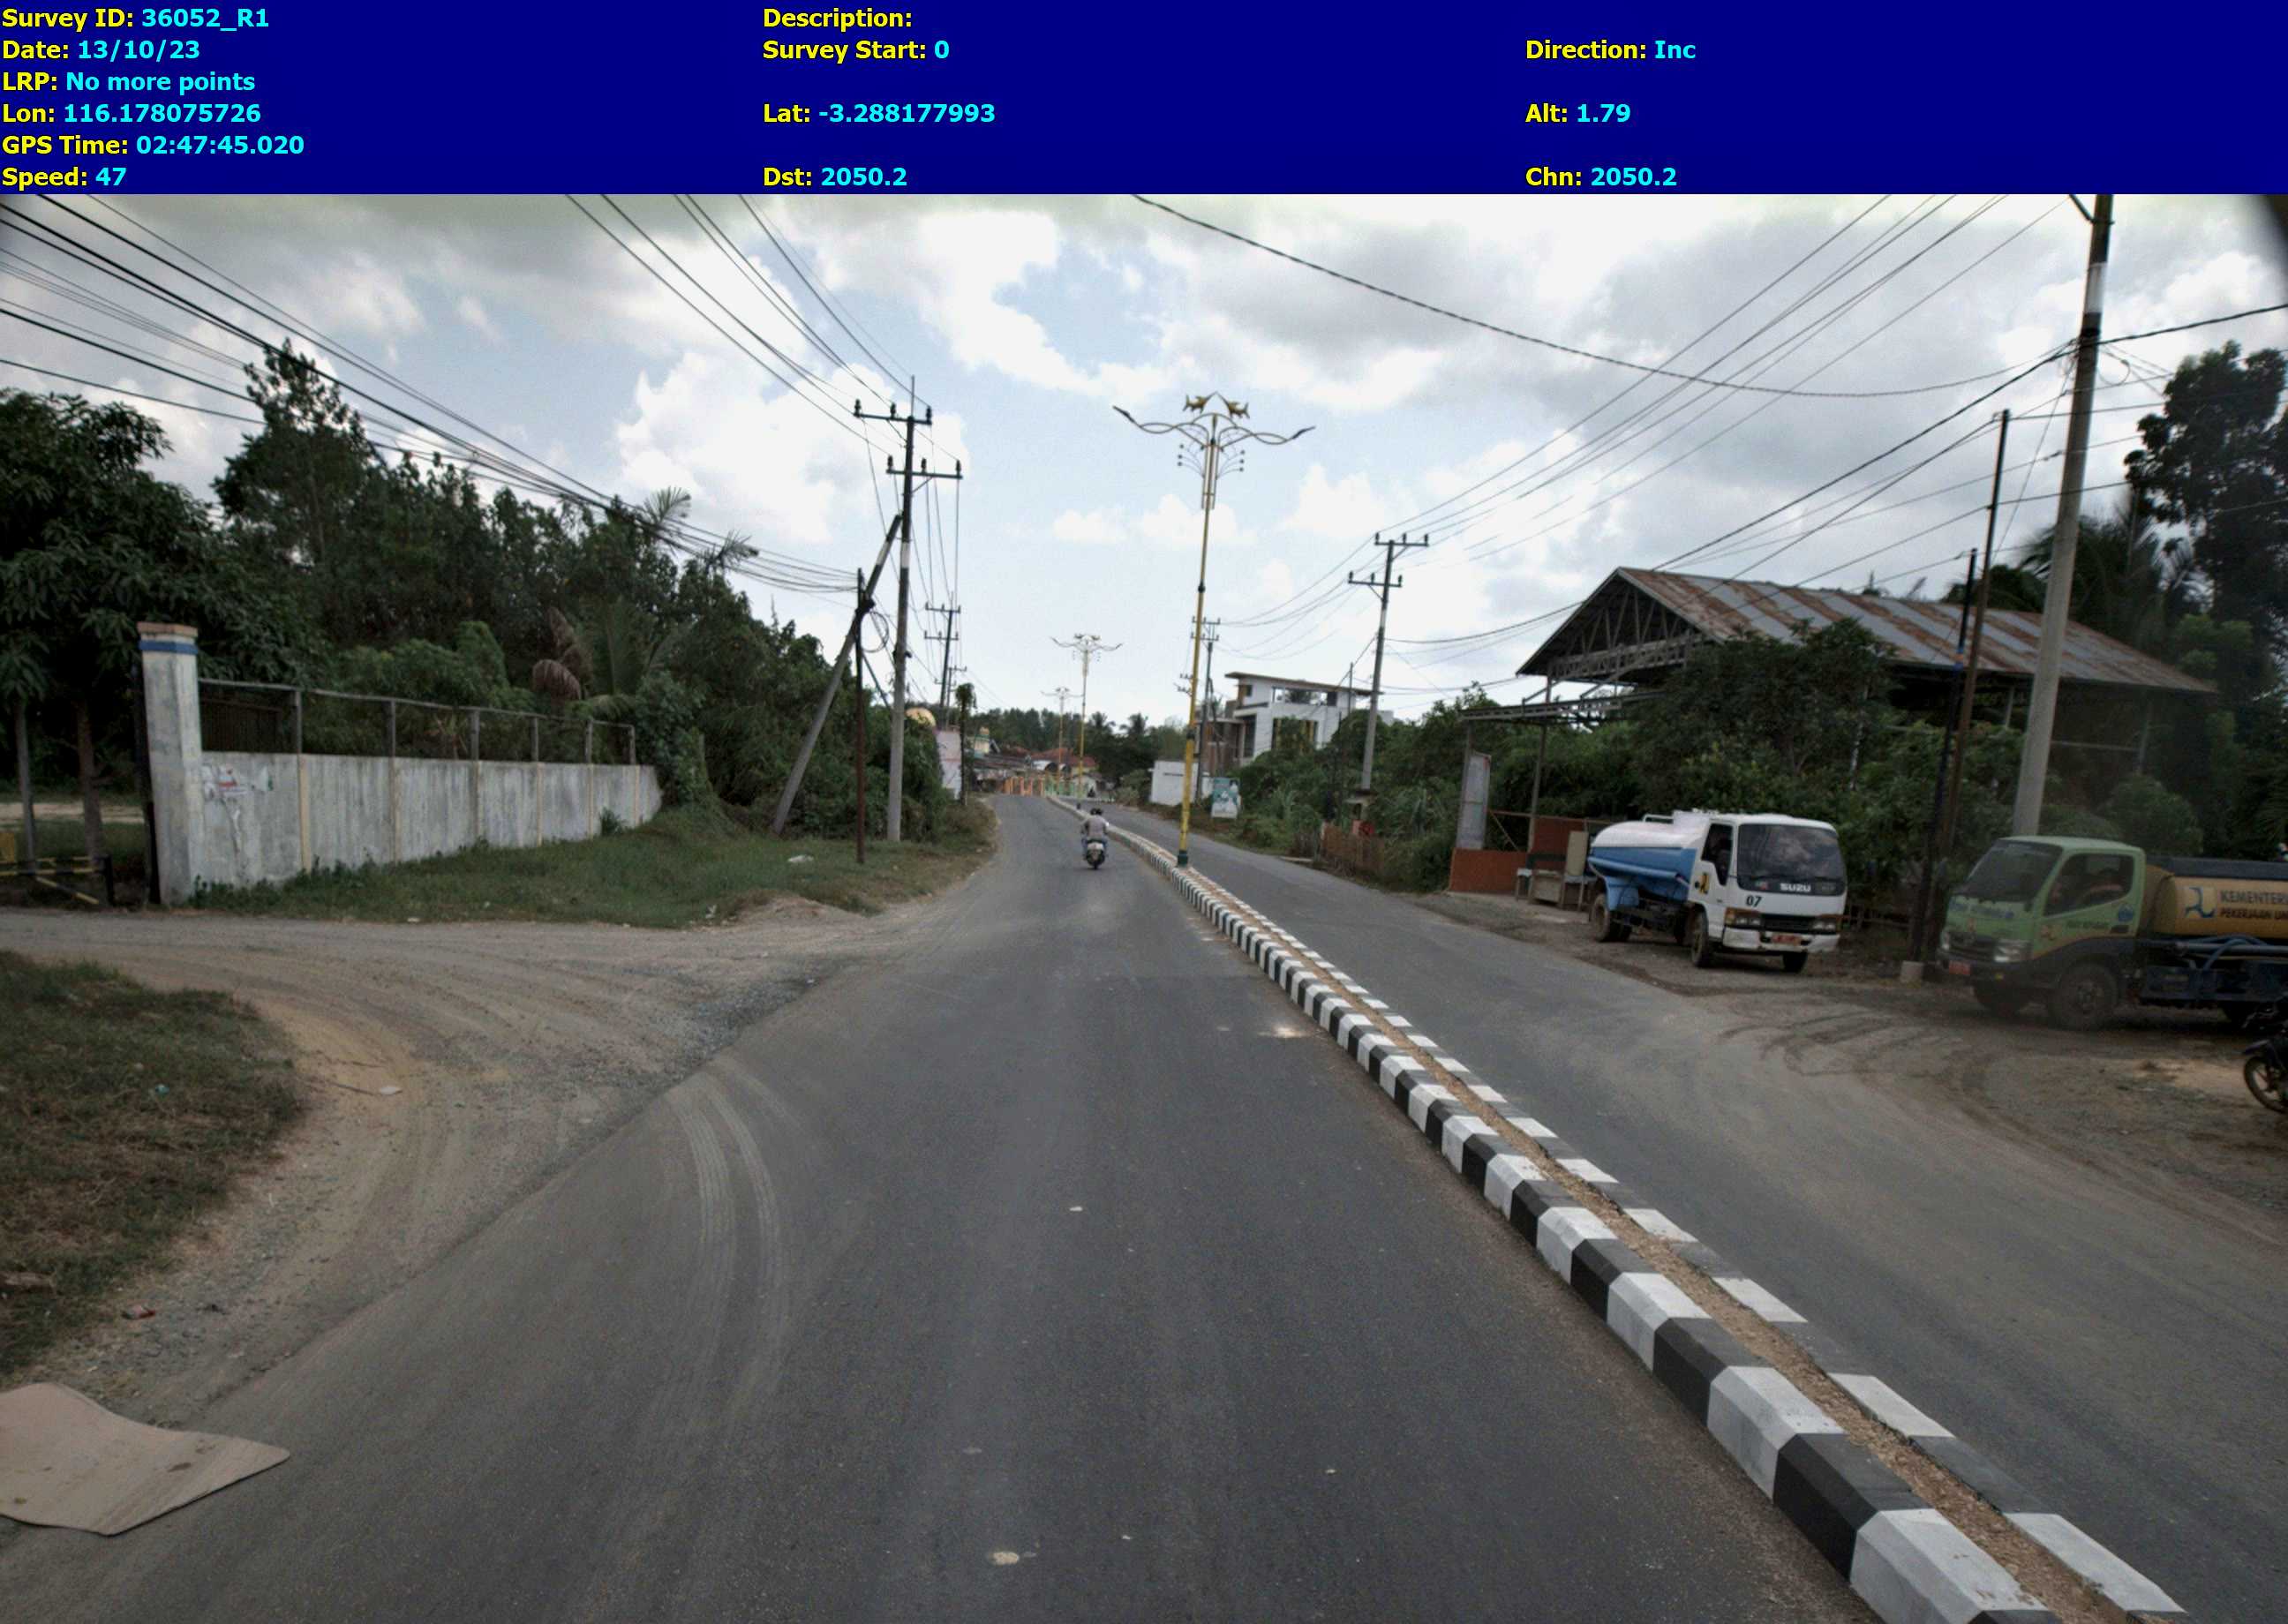 Survey ID: 36052_R1
Description:
Date: 13/10/23
Survey Start: 0
Direction: Inc
LRP: No more points
Lon: 116.178075726
Lat: -3.288177993
Alt: 1.79
GPS Time: 02:47:45.020
Speed: 47
Dst: 2050.2
Chn: 2050.2
07
KEMENTER
PEKERJAAN UM